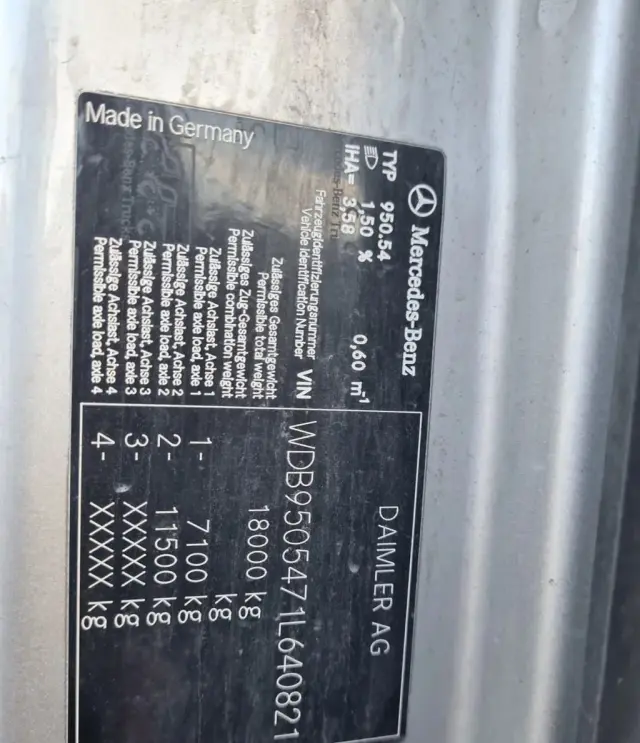 Mercedes-Benz
DAIMLER AG
TYP 950.54
1,50 % 0,60 m-1
IHA= 3,58
Fahrzeugidentifizierungsnummer
Vehicle Identification Number VIN WDB9505471L640821
Zulässiges Gesamtgewicht
Permissible total weight 18000 kg
Zulässiges Zug-Gesamtgewicht
Permissible combination weight kg
Zulässige Achslast, Achse 1
Permissible axle load, axle 1 1- 7100 kg
Zulässige Achslast, Achse 2
Permissible axle load, axle 2 2- 11500 kg
Zulässige Achslast, Achse 3
Permissible axle load, axle 3 3- XXXXX kg
Zulässige Achslast, Achse 4
Permissible axle load, axle 4 4- XXXXX kg
Made in Germany